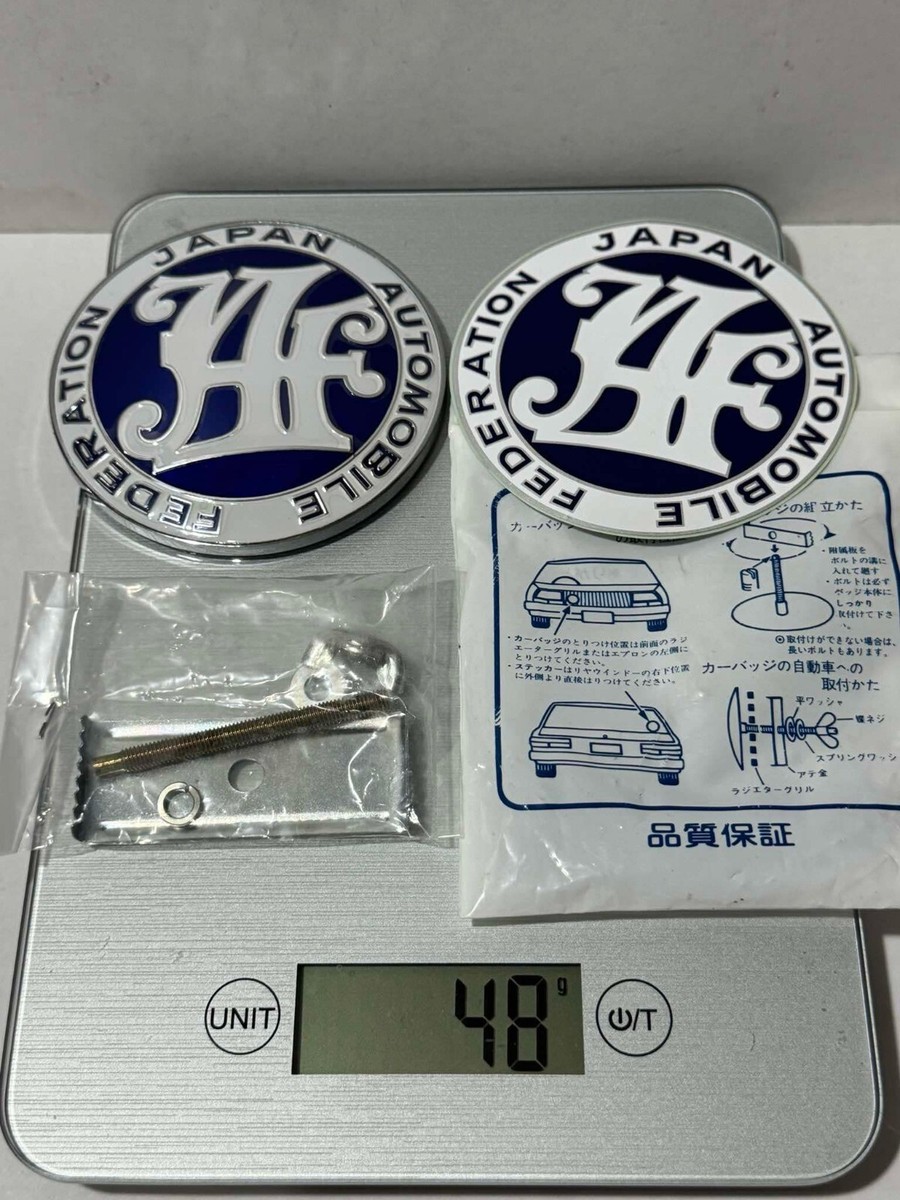 JAPAN AUTOMOBILE FEDERATION
JAPAN AUTOMOBILE FEDERATION
カーバッジ
ジの組立かた
・附属板を
ボルトの溝に
入れて廻す
・ボルトは必ず
バッジ本体に
しっかり
取付けて下さ
い。
◎取付けができない場合は、
長いボルトもあります。
・カーバッジのとりつけ位置は前面のラジ
エーターグリルまたはエプロンの左側に
とりつけてください。
・ステッカーはリヤウインドーの右下位置
に外側より直接はりつけてください。
カーバッジの自動車への
取付かた
平ワッシャ
蝶ネジ
スプリングワッシ
アテ金
ラジエターグリル
品質保証
UNIT
48 g
/T